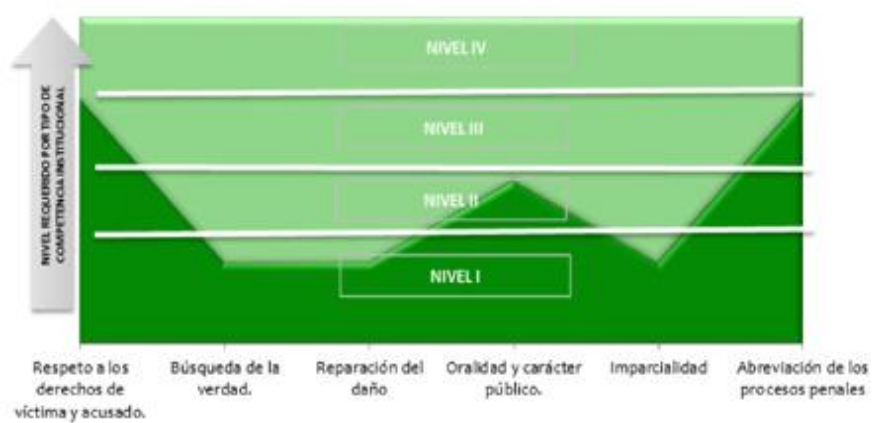 NIVEL REQUERIDO POR TIPO DE
COMPETENCIA INSTITUCIONAL
NIVEL IV
NIVEL III
NIVEL II
NIVEL I
Respeto a los
derechos de
víctima y acusado.
Búsqueda de la
verdad.
Reparación del
daño
Oralidad y carácter
público.
Imparcialidad
Abreviación de los
procesos penales